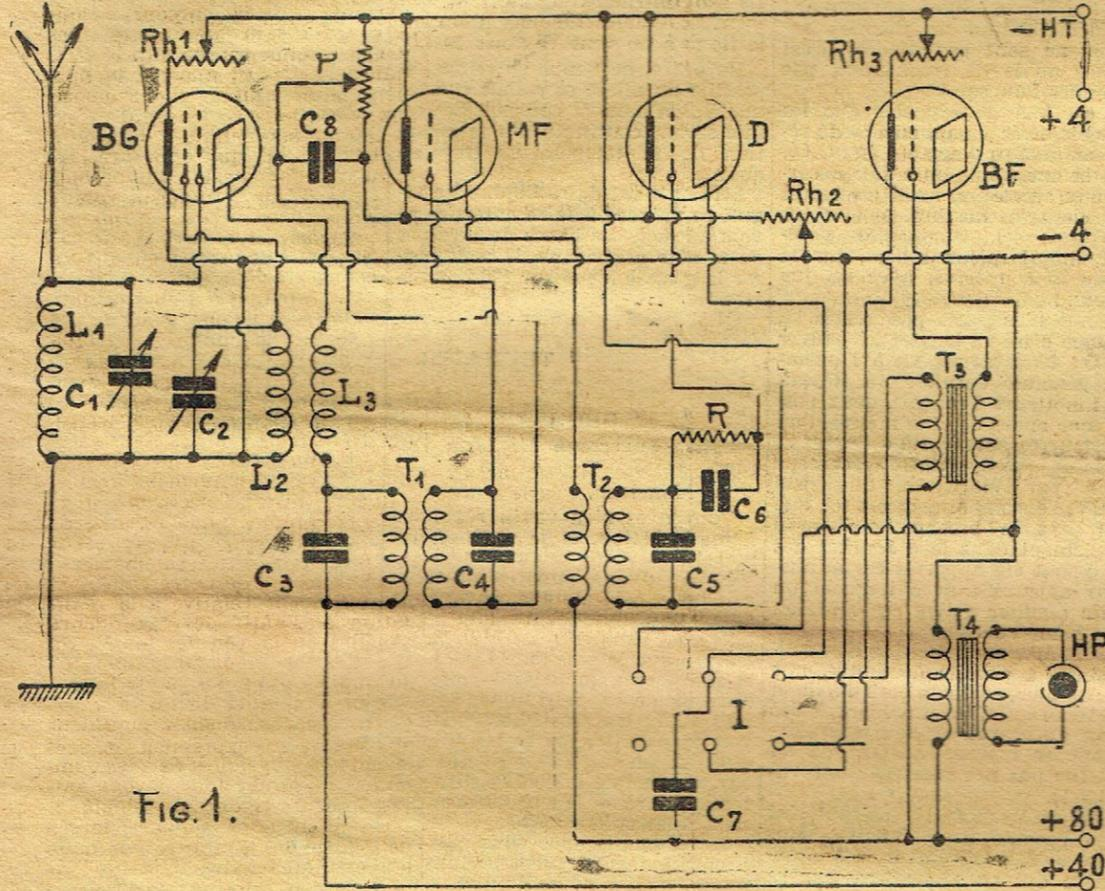 -HT
Rh1
P
Rh3
+4
BG
C8
MF
D
BF
Rh2
-4
L1
C1
C2
L3
T3
L2
T1
T2
R
C6
C3
C4
C5
T4
HP
I
C7
FIG.1.
+80
+40